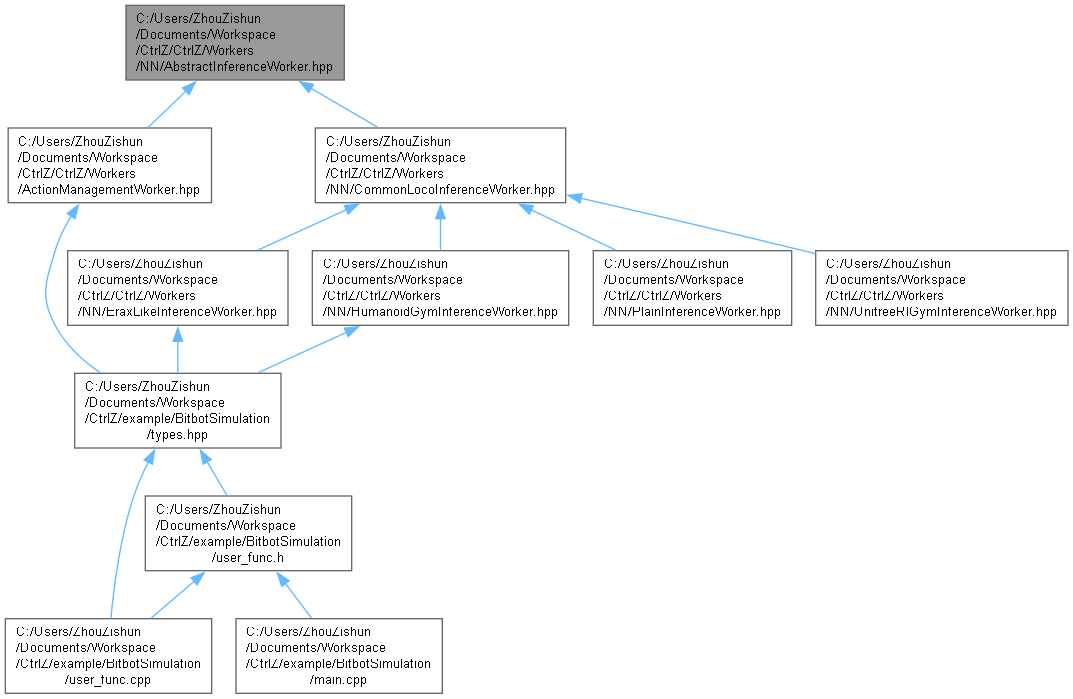 C:/Users/ZhouZishun
/Documents/Workspace
/CtrlZ/CtrlZ/Workers
/NN/AbstractInferenceWorker.hpp
C:/Users/ZhouZishun
/Documents/Workspace
/CtrlZ/CtrlZ/Workers
/ActionManagementWorker.hpp
C:/Users/ZhouZishun
/Documents/Workspace
/CtrlZ/CtrlZ/Workers
/NN/CommonLocoInferenceWorker.hpp
C:/Users/ZhouZishun
/Documents/Workspace
/CtrlZ/CtrlZ/Workers
/NN/EraxLikeInferenceWorker.hpp
C:/Users/ZhouZishun
/Documents/Workspace
/CtrlZ/CtrlZ/Workers
/NN/HumanoidGymInferenceWorker.hpp
C:/Users/ZhouZishun
/Documents/Workspace
/CtrlZ/CtrlZ/Workers
/NN/PlainInferenceWorker.hpp
C:/Users/ZhouZishun
/Documents/Workspace
/CtrlZ/CtrlZ/Workers
/NN/UnitreeRlGymInferenceWorker.hpp
C:/Users/ZhouZishun
/Documents/Workspace
/CtrlZ/example/BitbotSimulation
/types.hpp
C:/Users/ZhouZishun
/Documents/Workspace
/CtrlZ/example/BitbotSimulation
/user_func.h
C:/Users/ZhouZishun
/Documents/Workspace
/CtrlZ/example/BitbotSimulation
/user_func.cpp
C:/Users/ZhouZishun
/Documents/Workspace
/CtrlZ/example/BitbotSimulation
/main.cpp